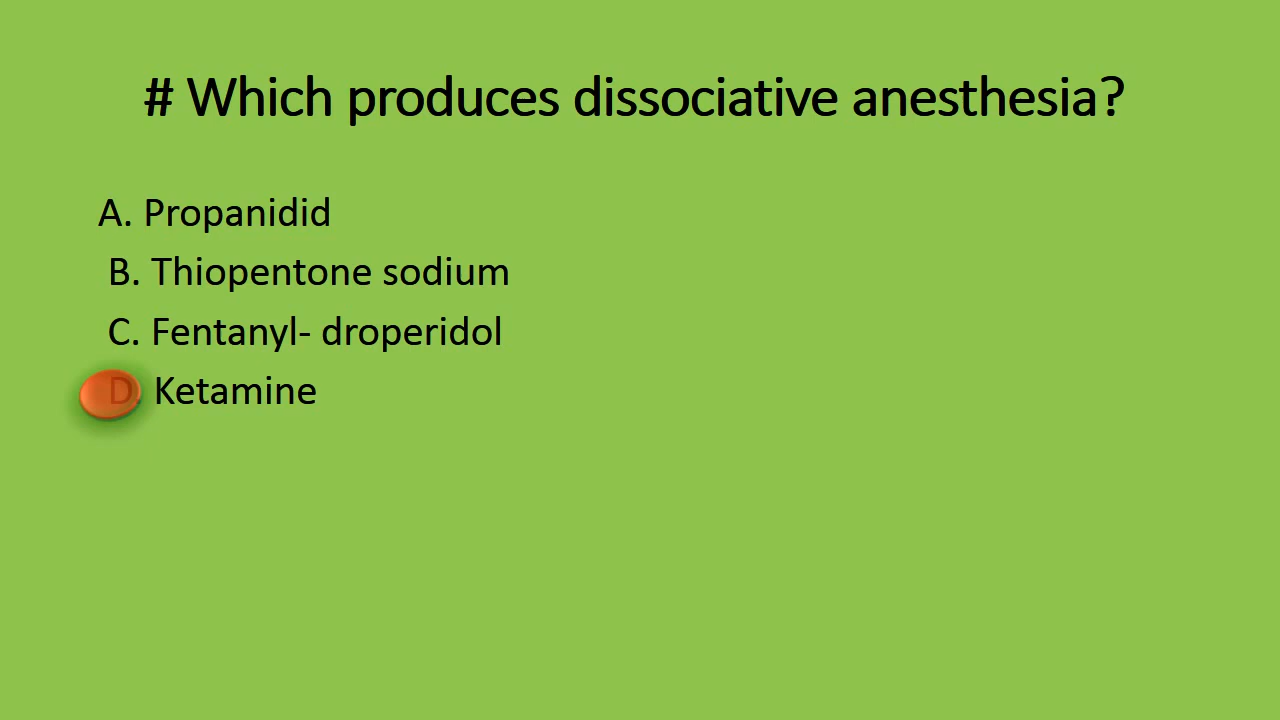 # Which produces dissociative anesthesia?
A. Propanidid
B. Thiopentone sodium
C. Fentanyl- droperidol
D. Ketamine